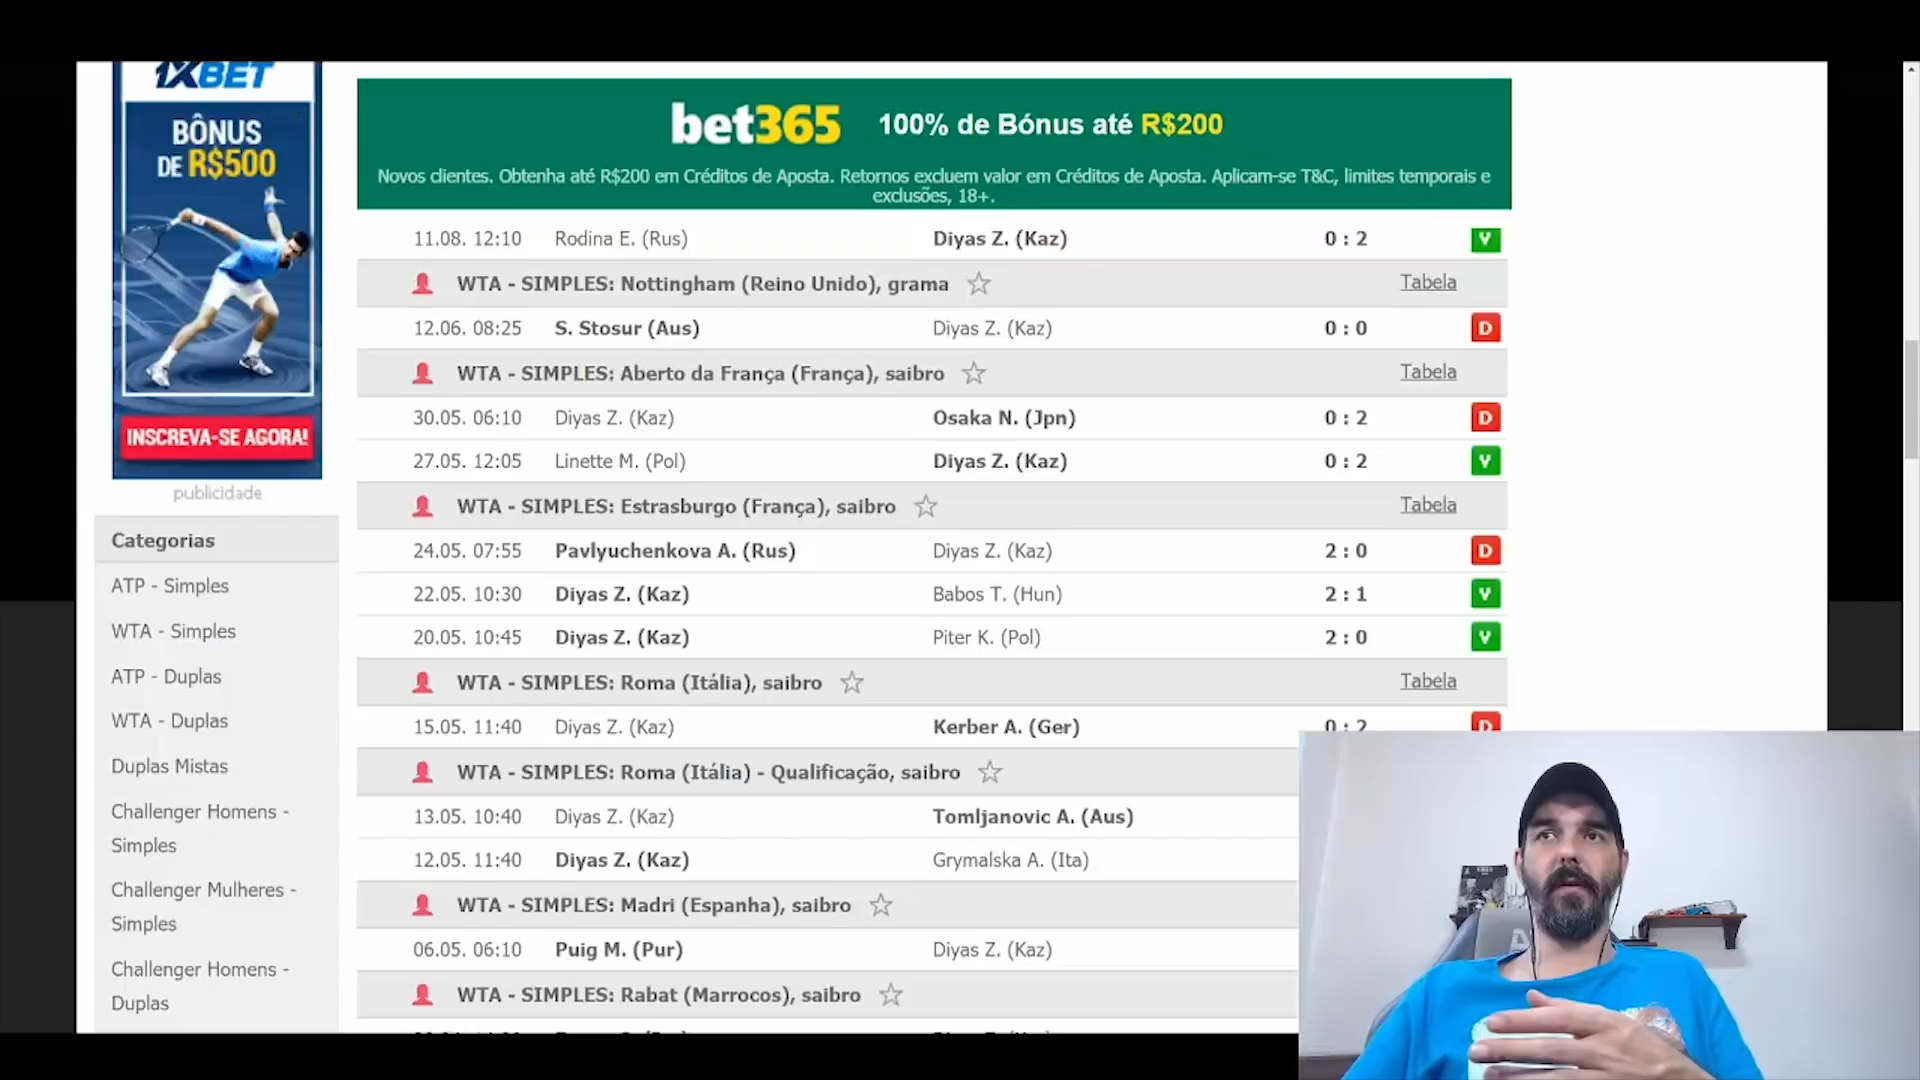 1XBET
BÔNUS
DE R$500
INSCREVA-SE AGORA!
publicidade
Categorias
ATP - Simples
WTA - Simples
ATP - Duplas
WTA - Duplas
Duplas Mistas
Challenger Homens -
Simples
Challenger Mulheres -
Simples
Challenger Homens -
Duplas
bet365 100% de Bónus até R$200
Novos clientes. Obtenha até R$200 em Créditos de Aposta. Retornos excluem valor em Créditos de Aposta. Aplicam-se T&C, limites temporais e
exclusões, 18+.
11.08. 12:10 Rodina E. (Rus) Diyas Z. (Kaz) 0 : 2 V
WTA - SIMPLES: Nottingham (Reino Unido), grama Tabela
12.06. 08:25 S. Stosur (Aus) Diyas Z. (Kaz) 0 : 0 D
WTA - SIMPLES: Aberto da França (França), saibro Tabela
30.05. 06:10 Diyas Z. (Kaz) Osaka N. (Jpn) 0 : 2 D
27.05. 12:05 Linette M. (Pol) Diyas Z. (Kaz) 0 : 2 V
WTA - SIMPLES: Estrasburgo (França), saibro Tabela
24.05. 07:55 Pavlyuchenkova A. (Rus) Diyas Z. (Kaz) 2 : 0 D
22.05. 10:30 Diyas Z. (Kaz) Babos T. (Hun) 2 : 1 V
20.05. 10:45 Diyas Z. (Kaz) Piter K. (Pol) 2 : 0 V
WTA - SIMPLES: Roma (Itália), saibro Tabela
15.05. 11:40 Diyas Z. (Kaz) Kerber A. (Ger) 0 : 2 D
WTA - SIMPLES: Roma (Itália) - Qualificação, saibro
13.05. 10:40 Diyas Z. (Kaz) Tomljanovic A. (Aus)
12.05. 11:40 Diyas Z. (Kaz) Grymalska A. (Ita)
WTA - SIMPLES: Madri (Espanha), saibro
06.05. 06:10 Puig M. (Pur) Diyas Z. (Kaz)
WTA - SIMPLES: Rabat (Marrocos), saibro